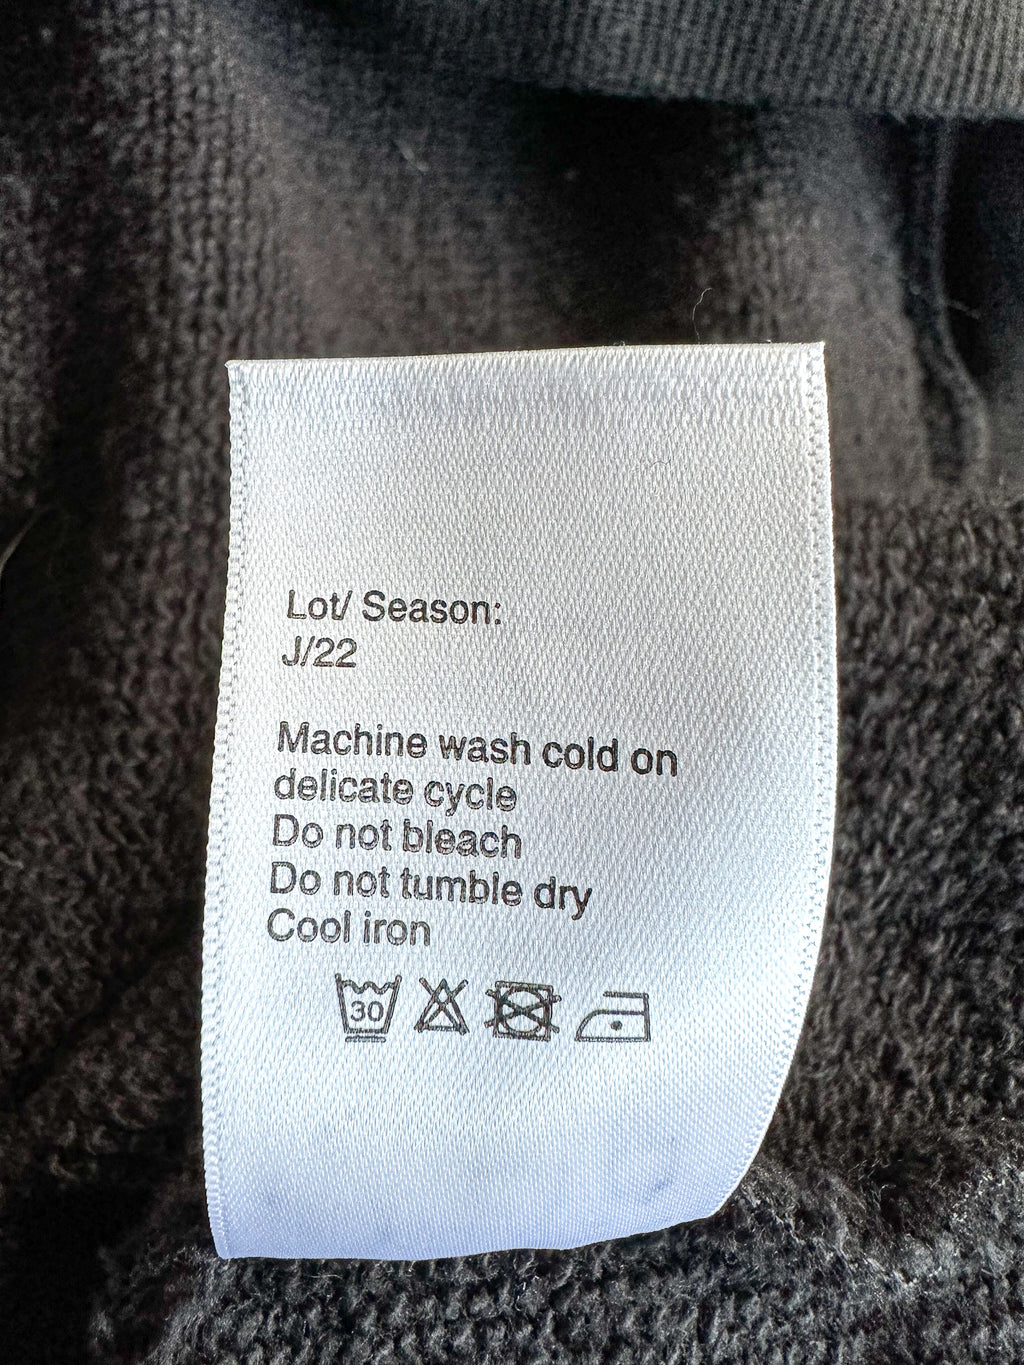 Lot/ Season:
J/22
Machine wash cold on
delicate cycle
Do not bleach
Do not tumble dry
Cool iron
30